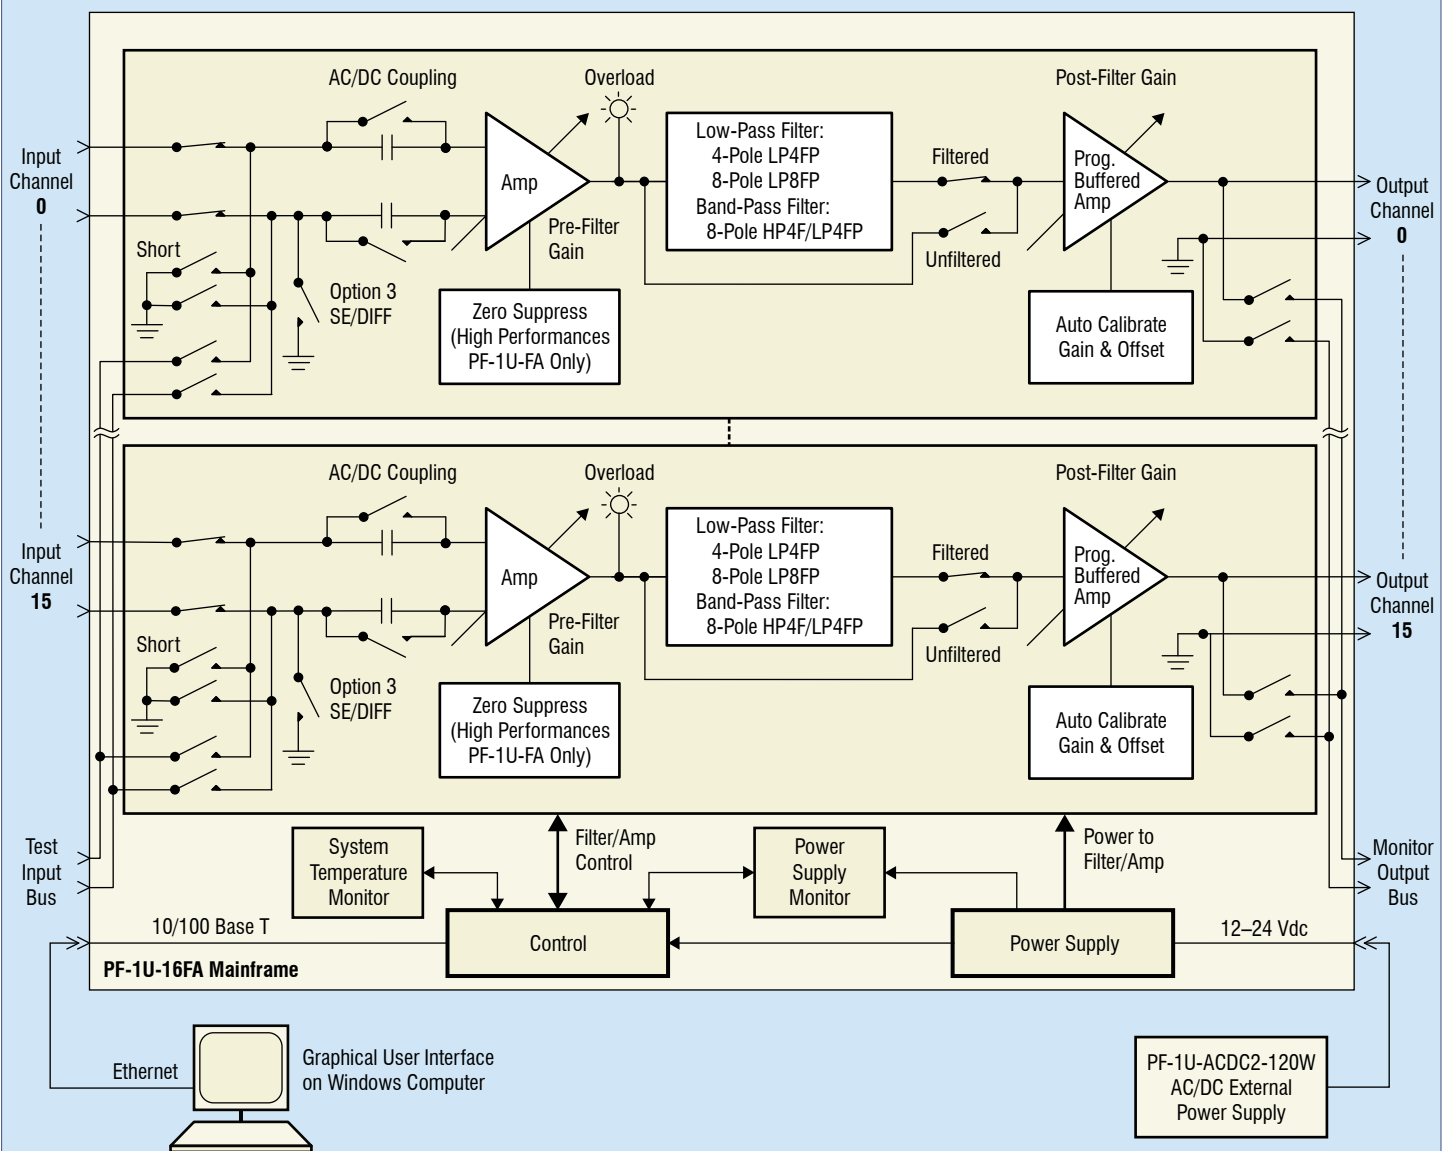 AC/DC Coupling
Overload
Post-Filter Gain
Input
Channel
0
Amp
Pre-Filter
Gain
Low-Pass Filter:
4-Pole LP4FP
8-Pole LP8FP
Band-Pass Filter:
8-Pole HP4F/LP4FP
Filtered
Unfiltered
Prog.
Buffered
Amp
Output
Channel
0
Short
Option 3
SE/DIFF
Zero Suppress
(High Performances
PF-1U-FA Only)
Auto Calibrate
Gain & Offset
AC/DC Coupling
Overload
Post-Filter Gain
Input
Channel
15
Amp
Pre-Filter
Gain
Low-Pass Filter:
4-Pole LP4FP
8-Pole LP8FP
Band-Pass Filter:
8-Pole HP4F/LP4FP
Filtered
Unfiltered
Prog.
Buffered
Amp
Output
Channel
15
Short
Option 3
SE/DIFF
Zero Suppress
(High Performances
PF-1U-FA Only)
Auto Calibrate
Gain & Offset
Test
Input
Bus
System
Temperature
Monitor
Filter/Amp
Control
Power
Supply
Monitor
Power to
Filter/Amp
Monitor
Output
Bus
10/100 Base T
Control
Power Supply
12–24 Vdc
PF-1U-16FA Mainframe
Ethernet
Graphical User Interface
on Windows Computer
PF-1U-ACDC2-120W
AC/DC External
Power Supply